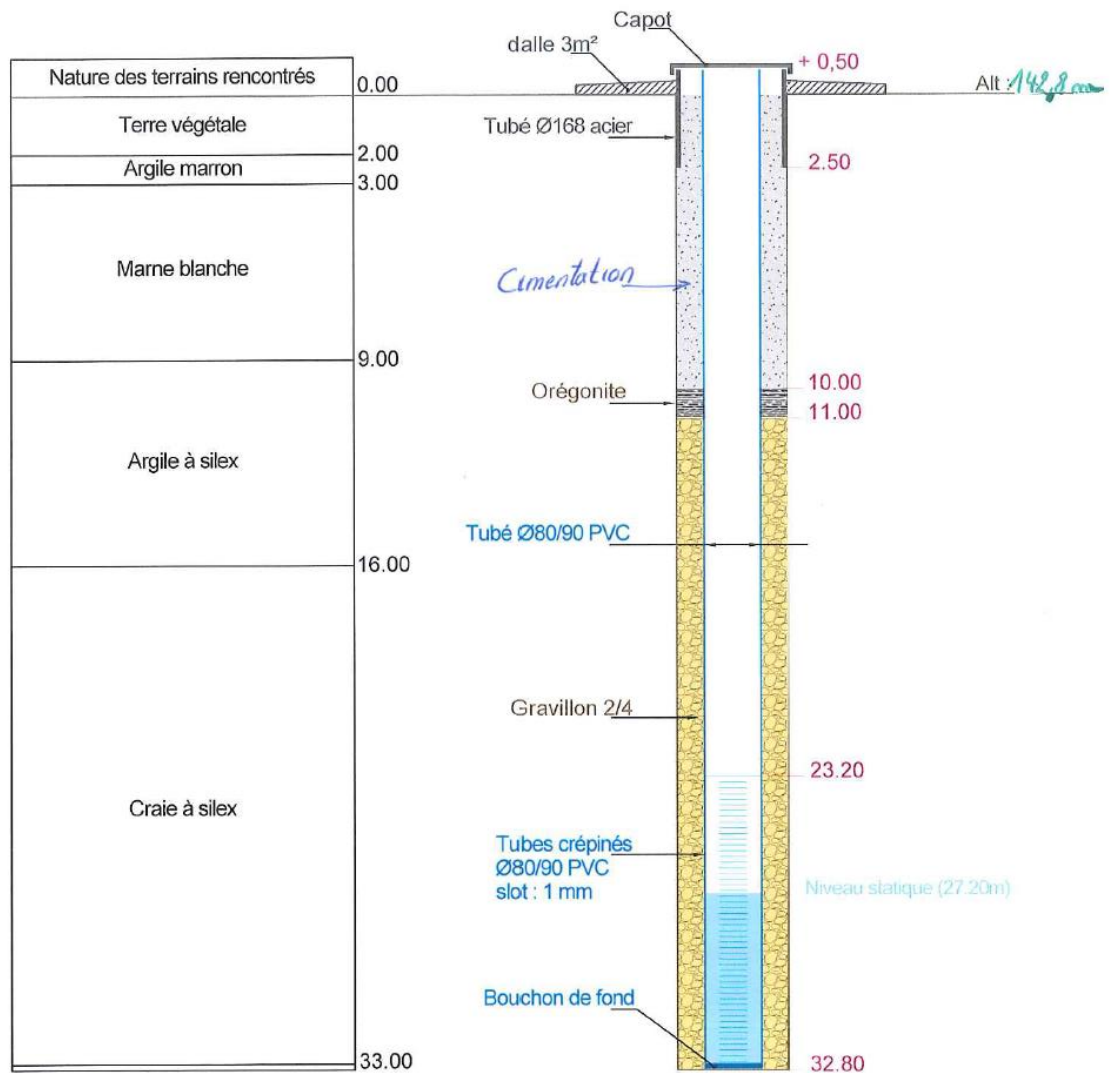 Capot
dalle 3m²
+ 0,50
Nature des terrains rencontrés
0.00
Alt : 142,8 m
Terre végétale
Tubé Ø168 acier
2.00
Argile marron
2.50
3.00
Marne blanche
Cimentation
9.00
10.00
Orégonite
11.00
Argile à silex
Tubé Ø80/90 PVC
16.00
Gravillon 2/4
23.20
Craie à silex
Tubes crépinés
Ø80/90 PVC
slot : 1 mm
Niveau statique (27.20m)
Bouchon de fond
33.00
32.80